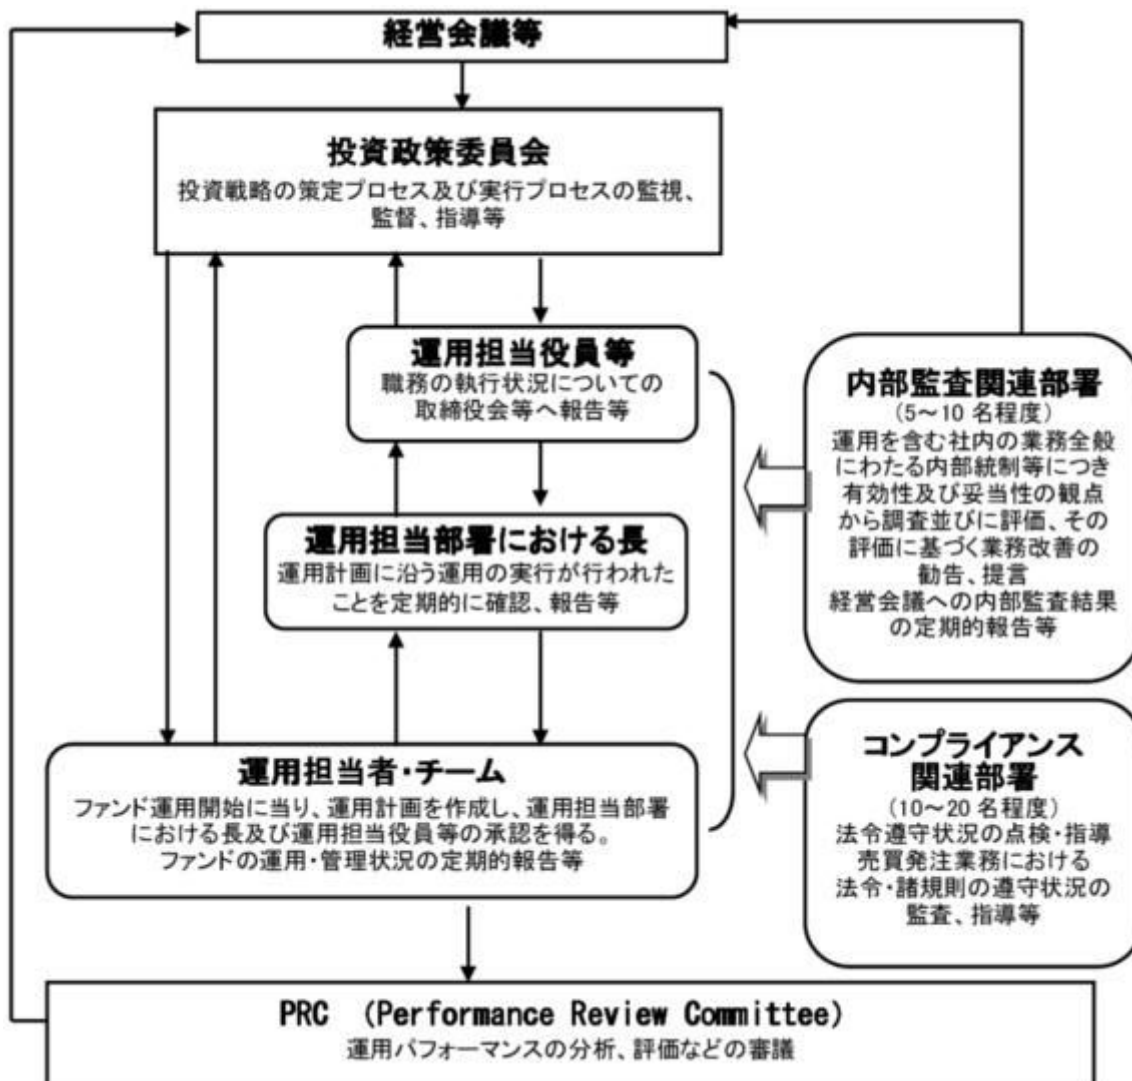 経営会議等
投資政策委員会
投資戦略の策定プロセス及び実行プロセスの監視、
監督、指導等
運用担当役員等
職務の執行状況についての
取締役会等へ報告等
運用担当部署における長
運用計画に沿う運用の実行が行われた
ことを定期的に確認、報告等
運用担当者・チーム
ファンド運用開始に当り、運用計画を作成し、運用担当部署
における長及び運用担当役員等の承認を得る。
ファンドの運用・管理状況の定期的報告等
内部監査関連部署
(5～10 名程度)
運用を含む社内の業務全般
にわたる内部統制等につき
有効性及び妥当性の観点
から調査並びに評価、その
評価に基づく業務改善の
勧告、提言
経営会議への内部監査結果
の定期的報告等
コンプライアンス
関連部署
(10～20 名程度)
法令遵守状況の点検・指導
売買発注業務における
法令・諸規則の遵守状況の
監査、指導等
PRC （Performance Review Committee）
運用パフォーマンスの分析、評価などの審議